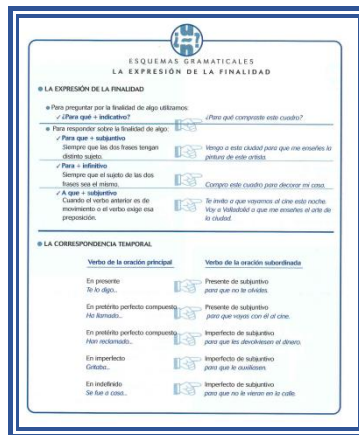 ESQUEMAS GRAMATICALES
LA EXPRESIÓN DE LA FINALIDAD
LA EXPRESIÓN DE LA FINALIDAD
Para preguntar por la finalidad de algo utilizamos:
✓ ¿Para qué + indicativo?
¿Para qué compraste este cuadro?
Para responder sobre la finalidad de algo:
✓ Para que + subjuntivo
Siempre que las dos frases tengan
distinto sujeto.
Vengo a esta ciudad para que me enseñes la
pintura de este artista.
✓ Para + infinitivo
Siempre que el sujeto de las dos
frases sea el mismo.
Compro este cuadro para decorar mi casa.
✓ A que + subjuntivo
Cuando el verbo anterior es de
movimiento o el verbo exige esa
preposición.
Te invito a que vayamos al cine esta noche.
Voy a Valladolid a que me enseñes el arte de
la ciudad.
LA CORRESPONDENCIA TEMPORAL
Verbo de la oración principal
Verbo de la oración subordinada
En presente
Te lo digo...
Presente de subjuntivo
para que no te olvides.
En pretérito perfecto compuesto
Ha llamado...
Presente de subjuntivo
para que vayas con él al cine.
En pretérito perfecto compuesto
Han reclamado...
Imperfecto de subjuntivo
para que les devolviesen el dinero.
En imperfecto
Gritaba...
Imperfecto de subjuntivo
para que le auxiliasen.
En indefinido
Se fue a casa...
Imperfecto de subjuntivo
para que no le vieran en la calle.